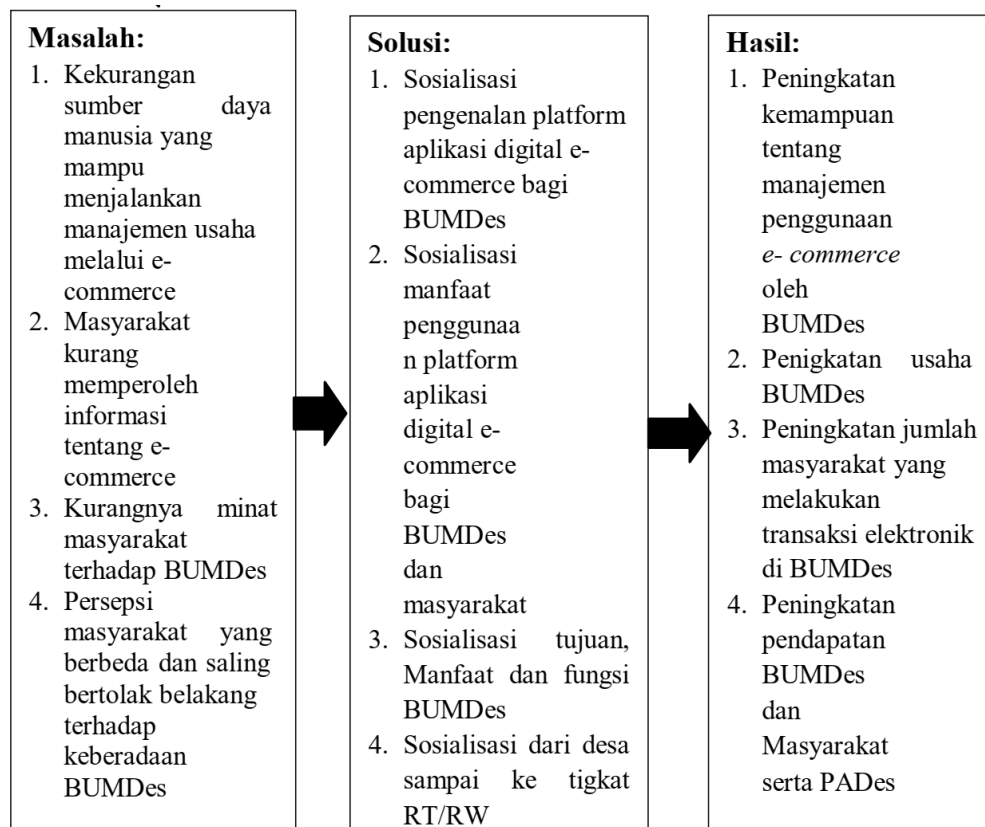 Masalah:
1. Kekurangan
sumber daya
manusia yang
mampu
menjalankan
manajemen usaha
melalui e-
commerce
2. Masyarakat
kurang
memperoleh
informasi
tentang e-
commerce
3. Kurangnya minat
masyarakat
terhadap BUMDes
4. Persepsi
masyarakat yang
berbeda dan saling
bertolak belakang
terhadap
keberadaan
BUMDes
Solusi:
1. Sosialisasi
pengenalan platform
aplikasi digital e-
commerce bagi
BUMDes
2. Sosialisasi
manfaat
penggunaa
n platform
aplikasi
digital e-
commerce
bagi
BUMDes
dan
masyarakat
3. Sosialisasi tujuan,
Manfaat dan fungsi
BUMDes
4. Sosialisasi dari desa
sampai ke tigkat
RT/RW
Hasil:
1. Peningkatan
kemampuan
tentang
manajemen
penggunaan
e- commerce
oleh
BUMDes
2. Penigkatan usaha
BUMDes
3. Peningkatan jumlah
masyarakat yang
melakukan
transaksi elektronik
di BUMDes
4. Peningkatan
pendapatan
BUMDes
dan
Masyarakat
serta PADes